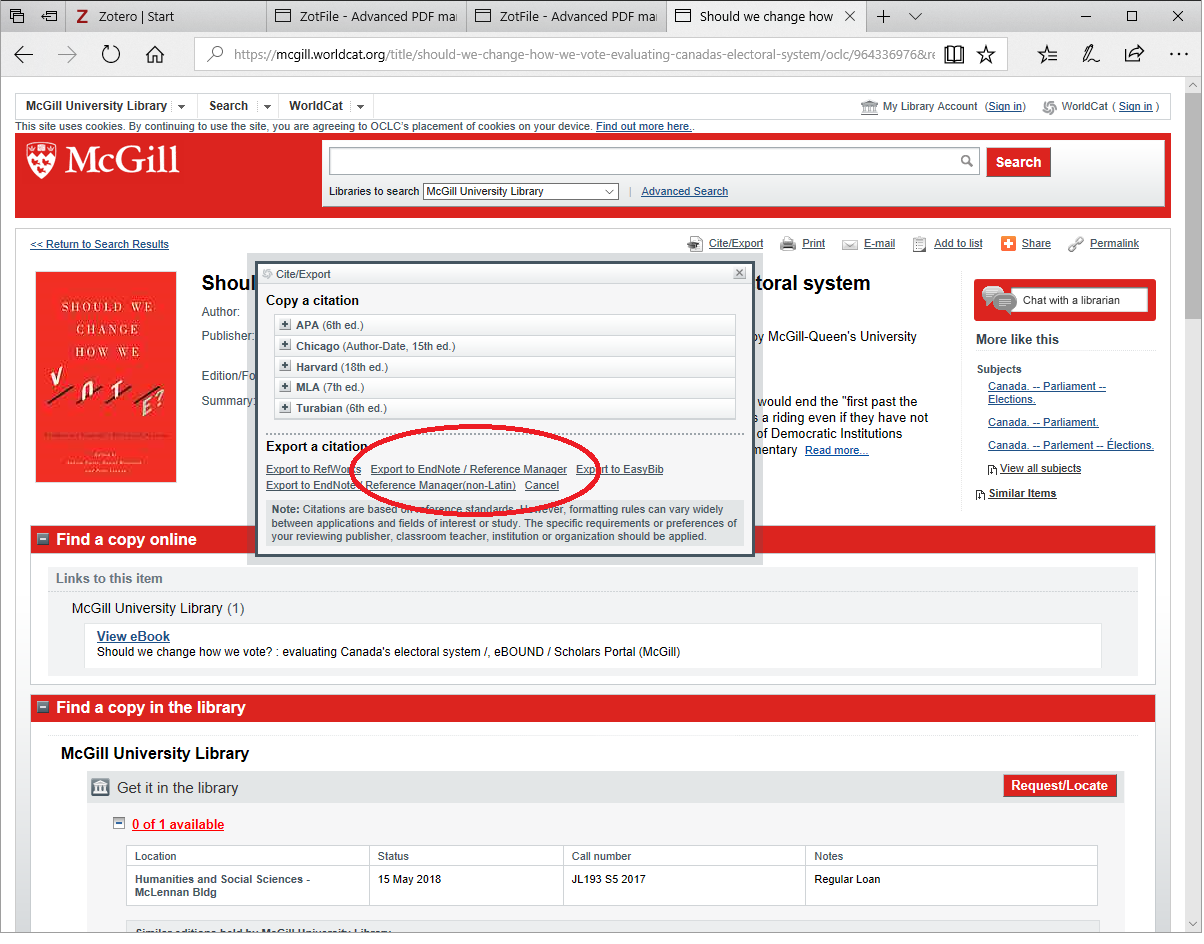 Zotero | Start
ZotFile - Advanced PDF mar
ZotFile - Advanced PDF mar
Should we change how
https://mcgill.worldcat.org/title/should-we-change-how-we-vote-evaluating-canadas-electoral-system/oclc/964336976&re
McGill University Library Search WorldCat My Library Account (Sign in) WorldCat ( Sign in )
This site uses cookies. By continuing to use the site, you are agreeing to OCLC's placement of cookies on your device. Find out more here..
McGill
Search
Libraries to search McGill University Library | Advanced Search
<< Return to Search Results
Cite/Export Print E-mail Add to list Share Permalink
SHOULD WE
CHANGE
HOW WE
VOTE?
Shoul
toral system
Author:
Publisher:
by McGill-Queen's University
Edition/Fo
Summary:
would end the "first past the
s a riding even if they have not
of Democratic Institutions
mentary Read more...
Cite/Export
Copy a citation
APA (6th ed.)
Chicago (Author-Date, 15th ed.)
Harvard (18th ed.)
MLA (7th ed.)
Turabian (6th ed.)
Export a citation
Export to RefWorks Export to EndNote / Reference Manager Export to EasyBib
Export to EndNote / Reference Manager(non-Latin) Cancel
Note: Citations are based on reference standards. However, formatting rules can vary widely
between applications and fields of interest or study. The specific requirements or preferences of
your reviewing publisher, classroom teacher, institution or organization should be applied.
Chat with a librarian
More like this
Subjects
Canada. -- Parliament --
Elections.
Canada. -- Parliament.
Canada. -- Parlement -- Élections.
View all subjects
Similar Items
Find a copy online
Links to this item
McGill University Library (1)
View eBook
Should we change how we vote? : evaluating Canada's electoral system /, eBOUND / Scholars Portal (McGill)
Find a copy in the library
McGill University Library
Get it in the library
Request/Locate
0 of 1 available
Location Status Call number Notes
Humanities and Social Sciences -
McLennan Bldg
15 May 2018 JL193 S5 2017 Regular Loan
Similar editions held by McGill University Library